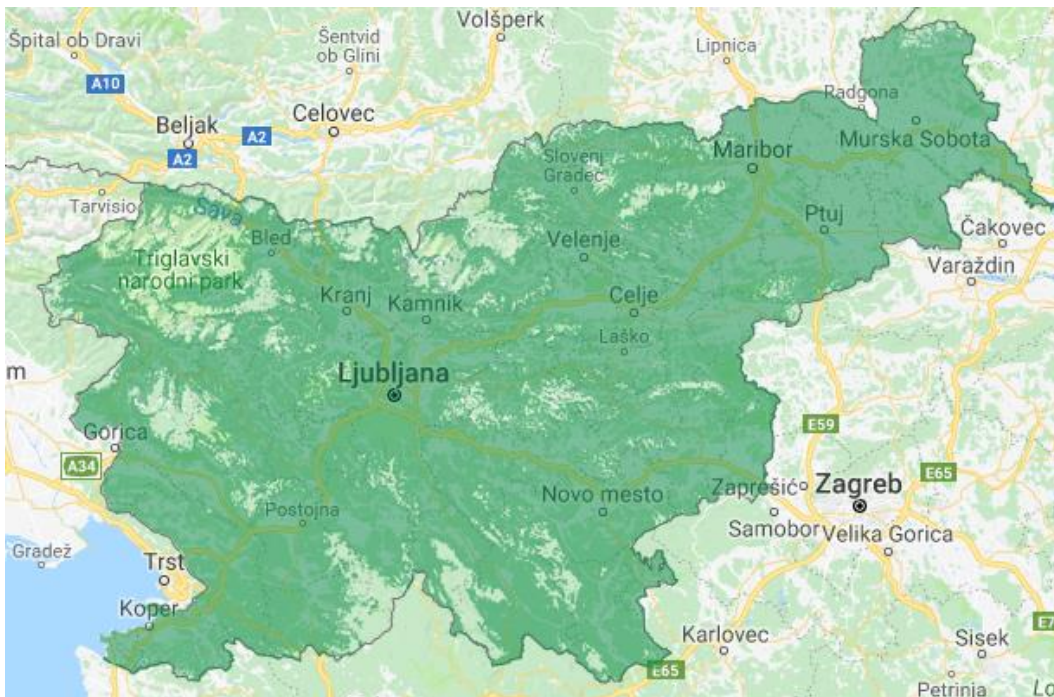 Volšperk
Špital ob Dravi
Šentvid
ob Glini
Lipnica
A10
Radgona
Celovec
Beljak
A2
A2
Murska Sobota
Maribor
Slovenj
Gradec
Tarvisio
Sava
Ptuj
Bled
Velenje
Čakovec
Triglavski
narodni park
Varaždin
Kranj
Kamnik
Celje
Laško
m
Ljubljana
E59
Gorica
A34
E65
Zaprešić
Zagreb
Novo mesto
Postojna
Samobor
Velika Gorica
Gradež
Trst
Koper
E7
Karlovec
Sisek
E65
Petrinja
Lo